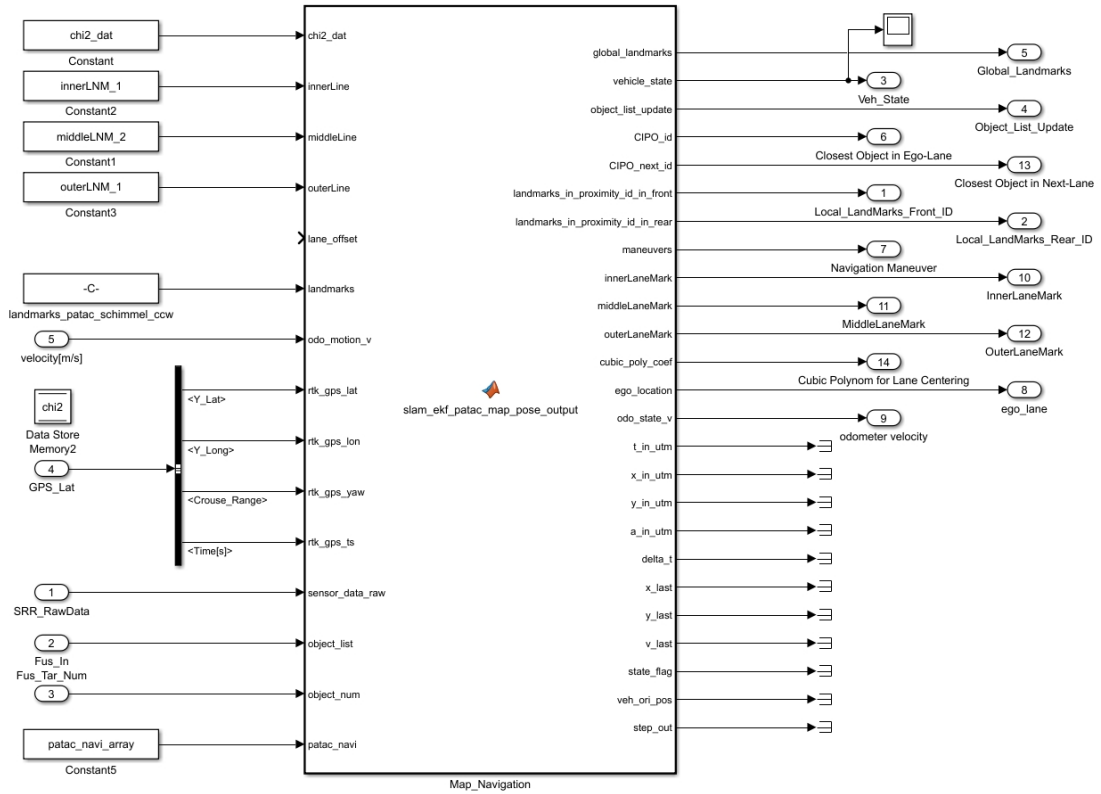 chi2_dat
Constant
innerLNM_1
Constant2
middleLNM_2
Constant1
outerLNM_1
Constant3
-C-
landmarks_patac_schimmel_ccw
5
velocity[m/s]
chi2
Data Store
Memory2
4
GPS_Lat
<Y_Lat>
<Y_Long>
<Crouse_Range>
<Time[s]>
1
SRR_RawData
2
Fus_In
Fus_Tar_Num
3
patac_navi_array
Constant5
chi2_dat
innerLine
middleLine
outerLine
lane_offset
landmarks
odo_motion_v
rtk_gps_lat
rtk_gps_lon
rtk_gps_yaw
rtk_gps_ts
sensor_data_raw
object_list
object_num
patac_navi
slam_ekf_patac_map_pose_output
Map_Navigation
global_landmarks
vehicle_state
object_list_update
CIPO_id
CIPO_next_id
landmarks_in_proximity_id_in_front
landmarks_in_proximity_id_in_rear
maneuvers
innerLaneMark
middleLaneMark
outerLaneMark
cubic_poly_coef
ego_location
odo_state_v
t_in_utm
x_in_utm
y_in_utm
a_in_utm
delta_t
x_last
y_last
v_last
state_flag
veh_ori_pos
step_out
5
Global_Landmarks
3
Veh_State
4
Object_List_Update
6
Closest Object in Ego-Lane
13
Closest Object in Next-Lane
1
Local_LandMarks_Front_ID
2
Local_LandMarks_Rear_ID
7
Navigation Maneuver
10
InnerLaneMark
11
MiddleLaneMark
12
OuterLaneMark
14
Cubic Polynom for Lane Centering
8
ego_lane
9
odometer velocity